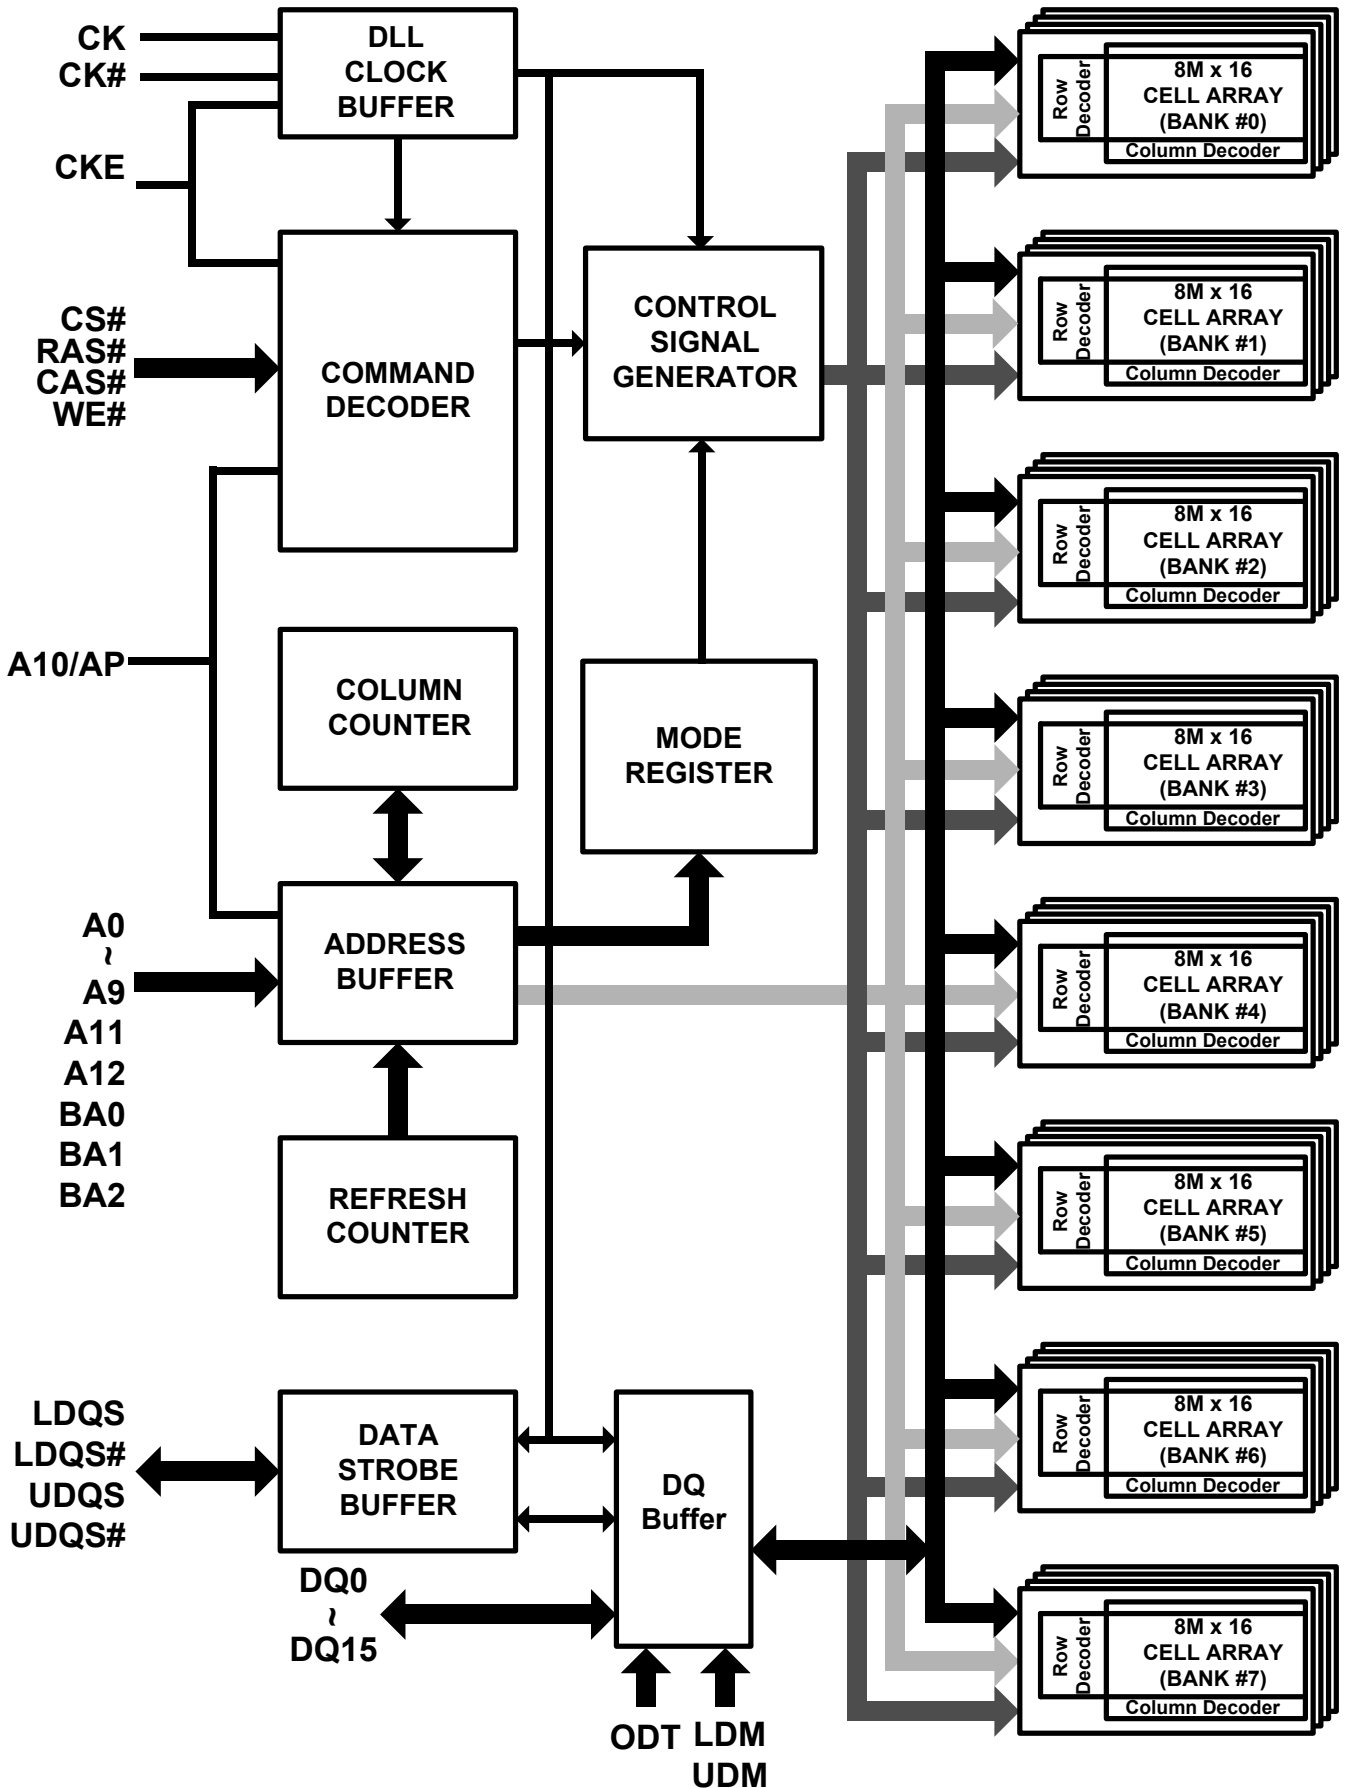 CK
CK#
CKE
CS#
RAS#
CAS#
WE#
A10/AP
A0
~
A9
A11
A12
BA0
BA1
BA2
LDQS
LDQS#
UDQS
UDQS#
DLL
CLOCK
BUFFER
COMMAND
DECODER
COLUMN
COUNTER
ADDRESS
BUFFER
REFRESH
COUNTER
DATA
STROBE
BUFFER
DQ0
~
DQ15
CONTROL
SIGNAL
GENERATOR
MODE
REGISTER
DQ
Buffer
ODT
LDM
UDM
Row
Decoder
8M x 16
CELL ARRAY
(BANK #0)
Column Decoder
Row
Decoder
8M x 16
CELL ARRAY
(BANK #1)
Column Decoder
Row
Decoder
8M x 16
CELL ARRAY
(BANK #2)
Column Decoder
Row
Decoder
8M x 16
CELL ARRAY
(BANK #3)
Column Decoder
Row
Decoder
8M x 16
CELL ARRAY
(BANK #4)
Column Decoder
Row
Decoder
8M x 16
CELL ARRAY
(BANK #5)
Column Decoder
Row
Decoder
8M x 16
CELL ARRAY
(BANK #6)
Column Decoder
Row
Decoder
8M x 16
CELL ARRAY
(BANK #7)
Column Decoder